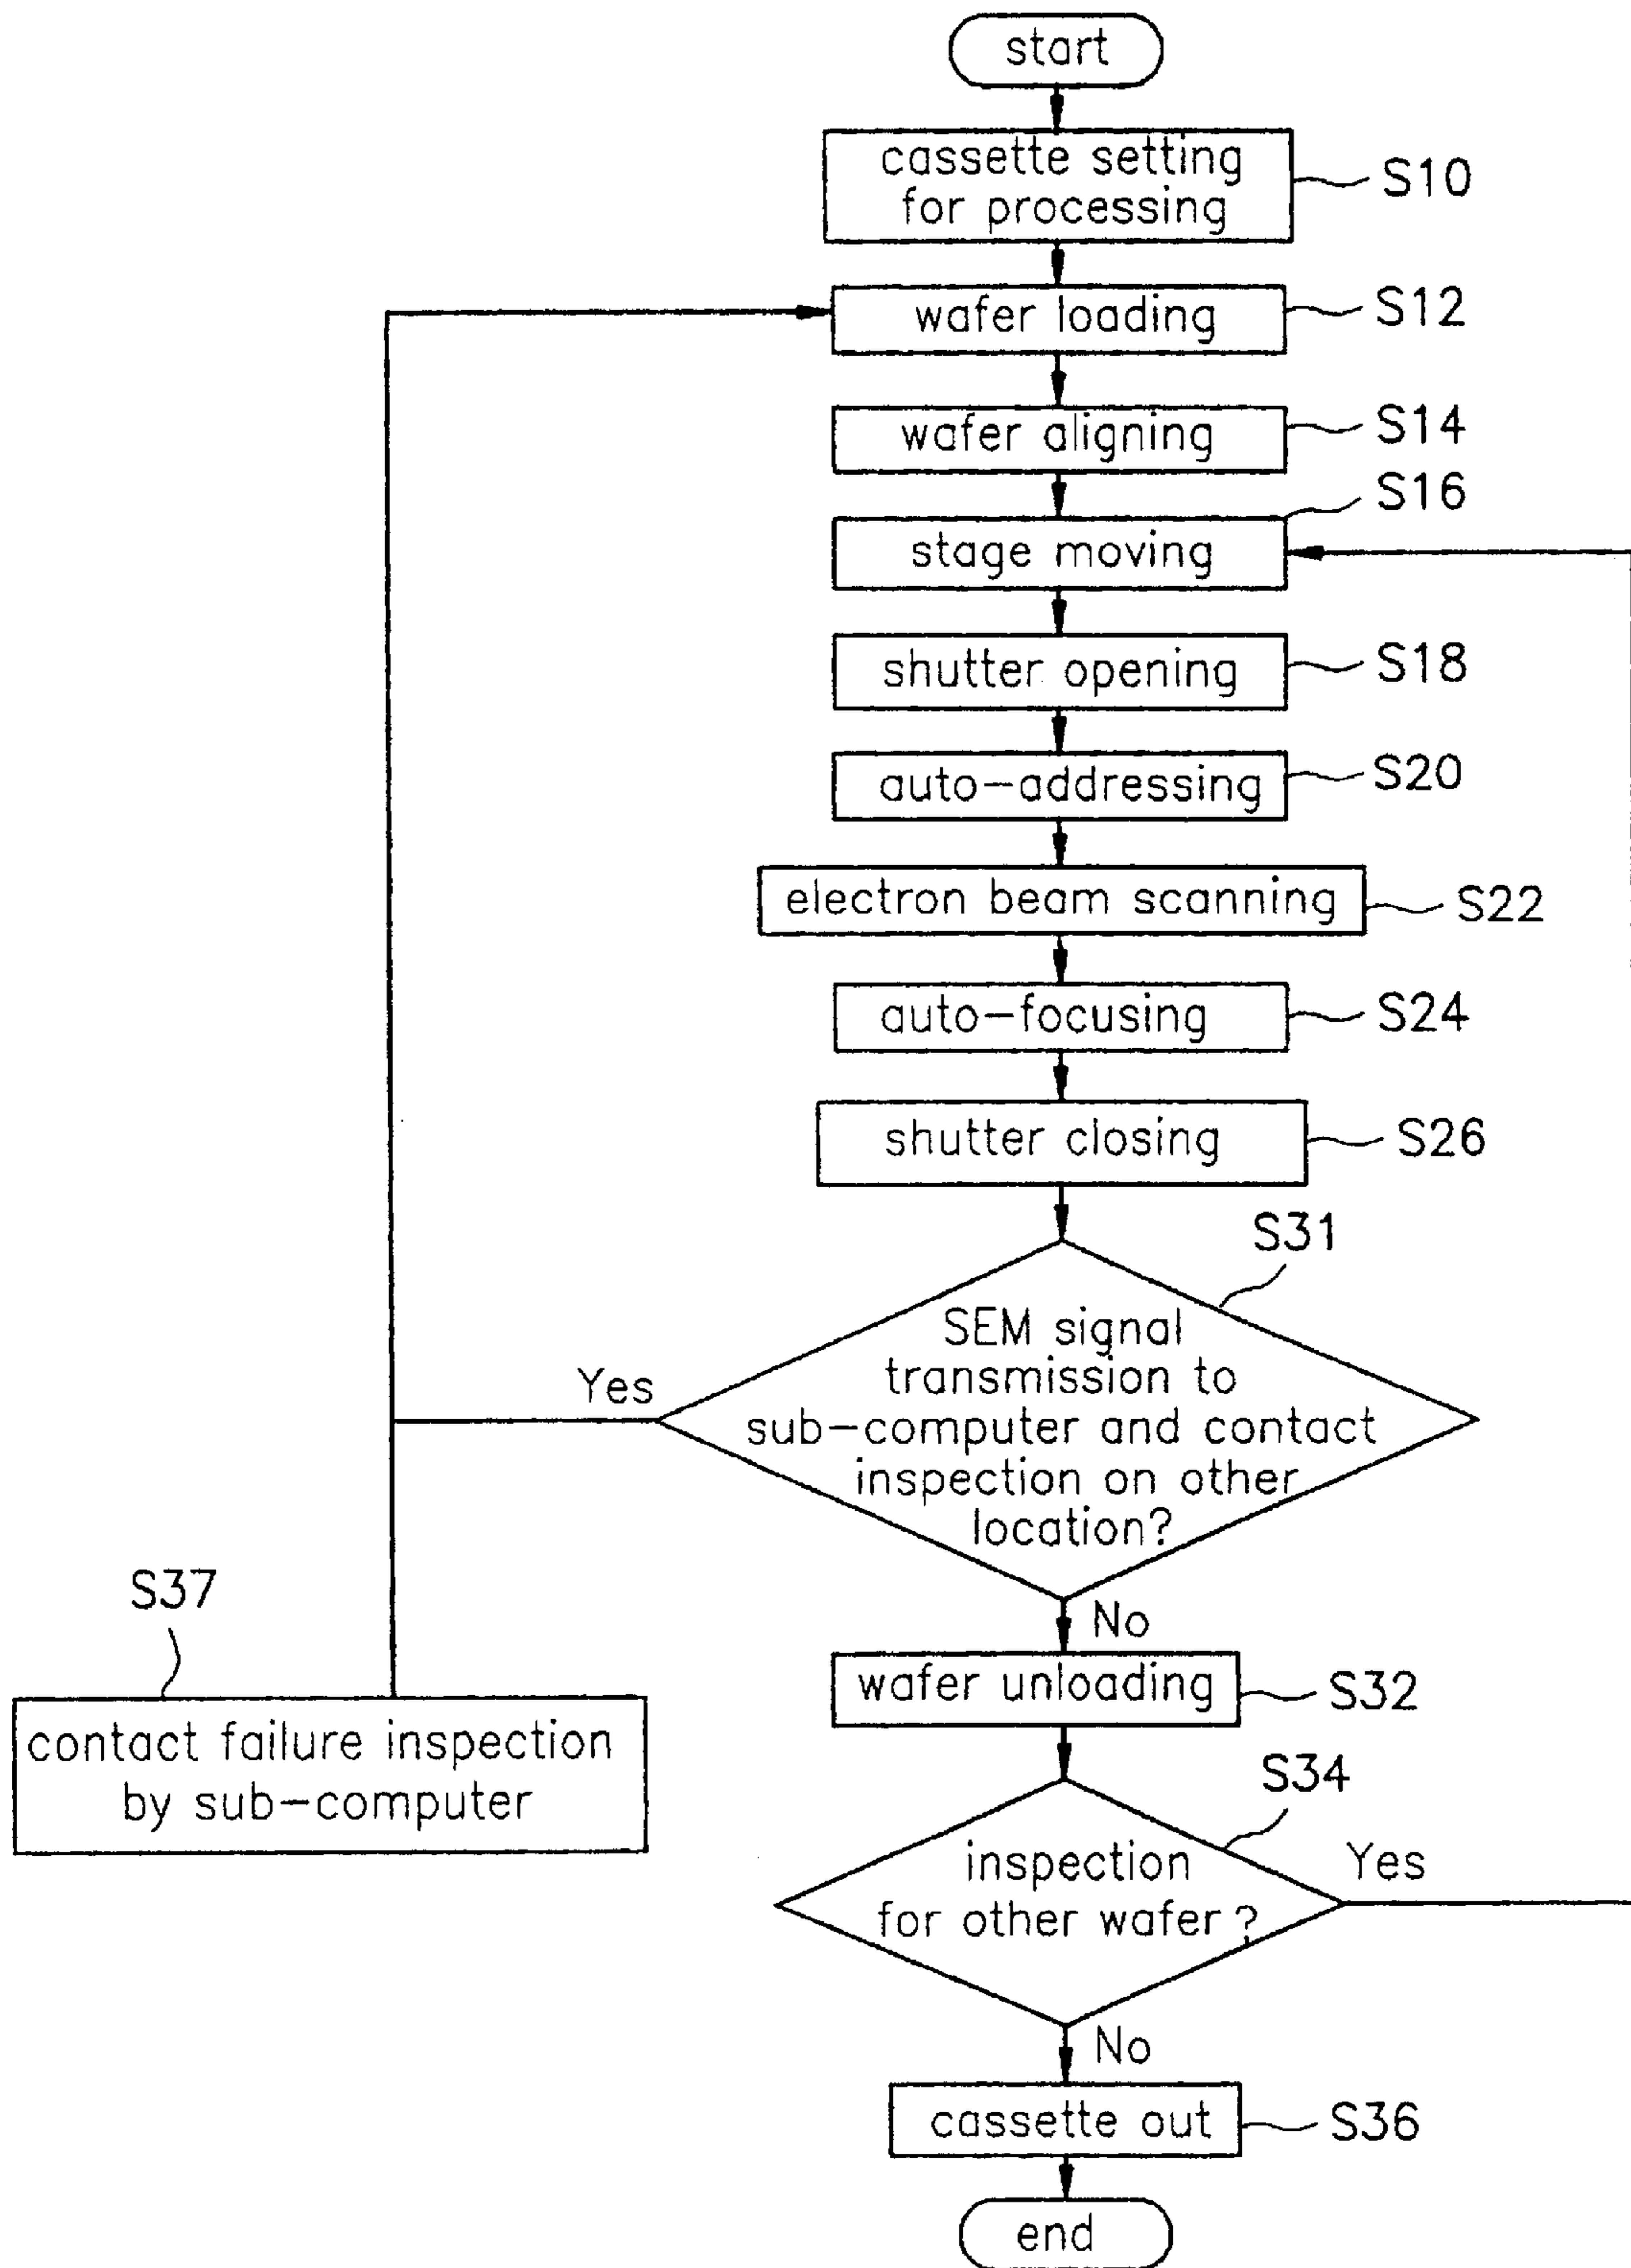 start
cassette setting
for processing
S10
wafer loading
S12
wafer aligning
S14
S16
stage moving
shutter opening
S18
auto-addressing
S20
electron beam scanning
S22
auto-focusing
S24
shutter closing
S26
S31
SEM signal
transmission to
sub-computer and contact
inspection on other
location?
Yes
No
S37
contact failure inspection
by sub-computer
wafer unloading
S32
S34
inspection
for other wafer?
Yes
No
cassette out
S36
end